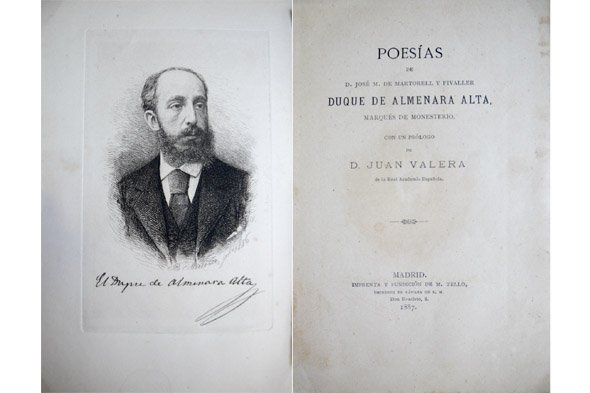 El Duque de Almenara Alta
POESÍAS
DE
D. JOSÉ M. DE MARTORELL Y FIVALLER
DUQUE DE ALMENARA ALTA,
MARQUÉS DE MONESTERIO,
CON UN PRÓLOGO
DE
D. JUAN VALERA
de la Real Academia Española.
MADRID.
IMPRENTA Y FUNDICIÓN DE M. TELLO,
IMPRESOR DE CÁMARA DE S. M.
Don Evaristo, 8.
1887.